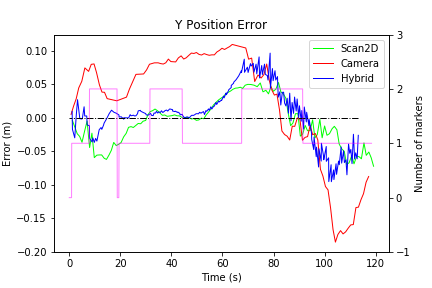 Y Position Error
Scan2D
Camera
Hybrid
0.10
0.05
0.00
−0.05
−0.10
−0.15
−0.20
Error (m)
3
2
1
0
−1
Number of markers
0 20 40 60 80 100 120
Time (s)